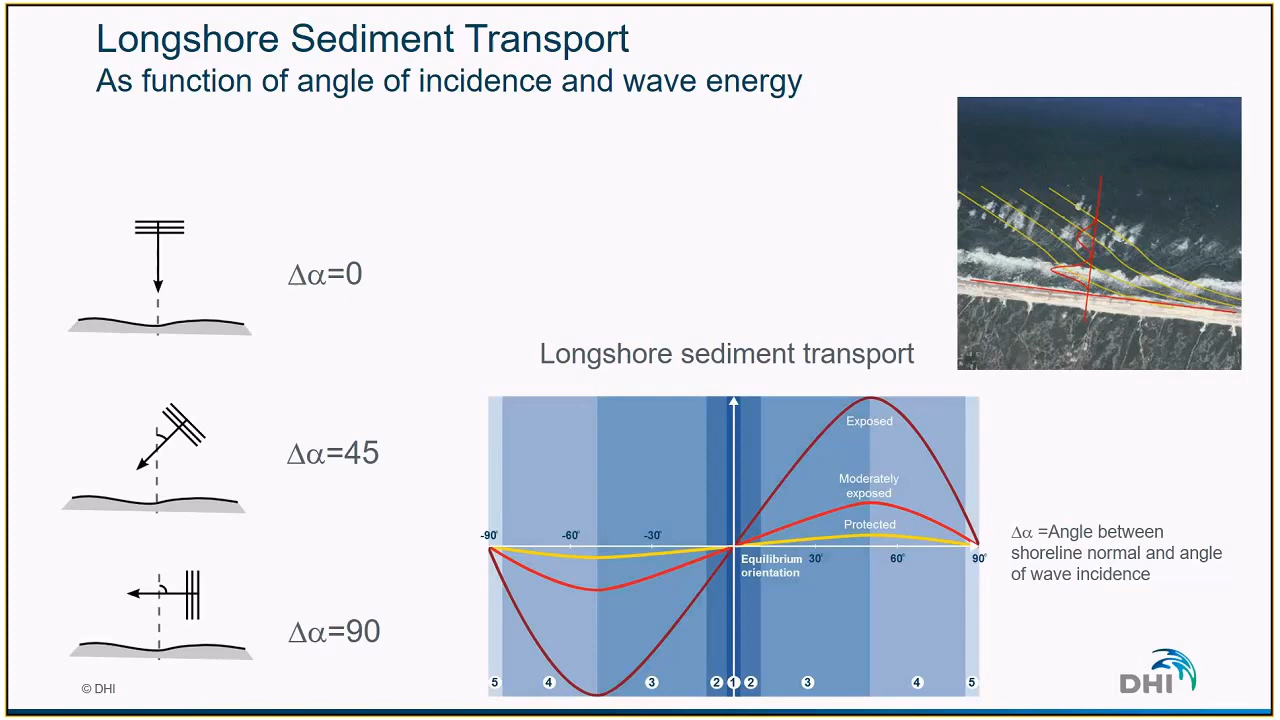 Longshore Sediment Transport
As function of angle of incidence and wave energy
Δα=0
Δα=45
Δα=90
© DHI
Longshore sediment transport
Exposed
Moderately
exposed
Protected
-90° -60° -30°
Equilibrium
orientation
30° 60° 90°
5 4 3 2 1 2 3 4 5
Δα =Angle between
shoreline normal and angle
of wave incidence
DHI